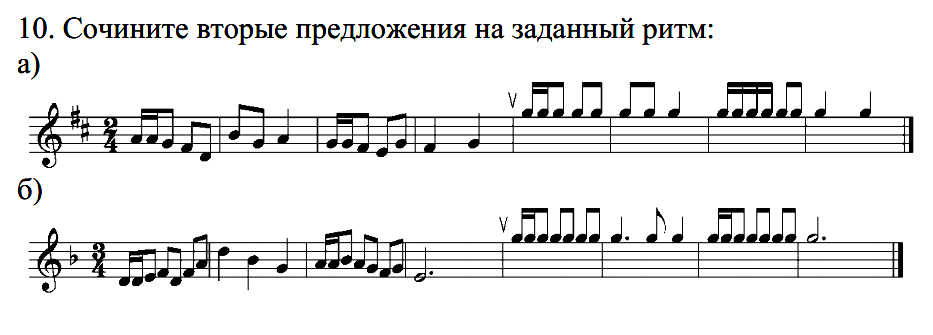 10. Сочините вторые предложения на заданный ритм:
а)
2
4
V
б)
3
4
V